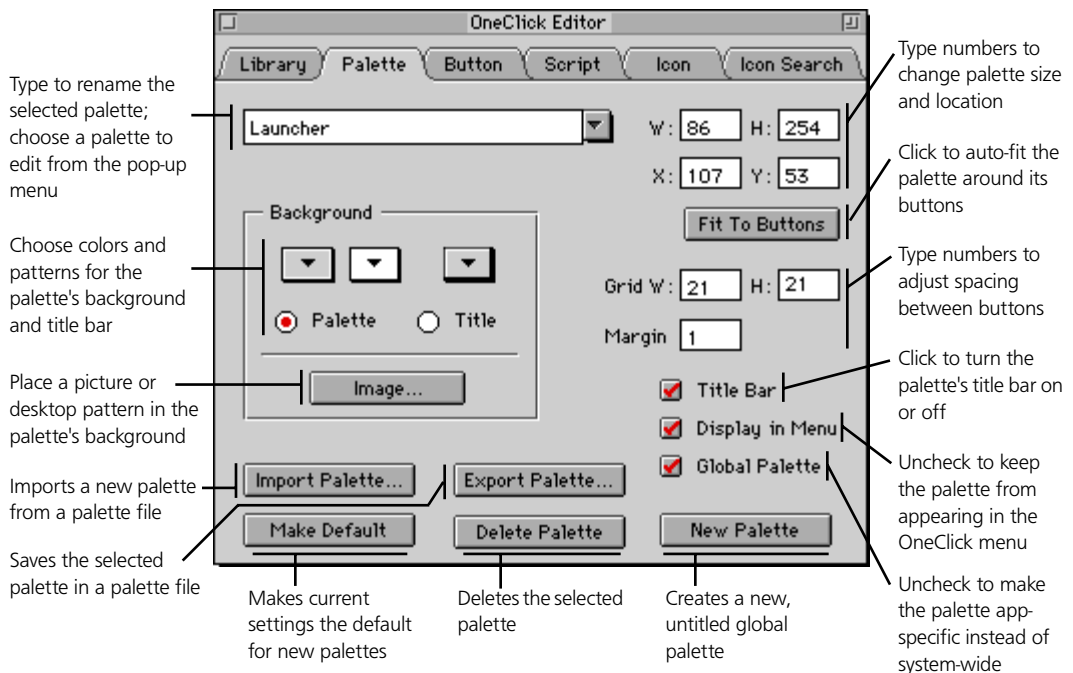 OneClick Editor
Library
Palette
Button
Script
Icon
Icon Search
Type to rename the
selected palette;
choose a palette to
edit from the pop-up
menu
Launcher
W: 86 H: 254
X: 107 Y: 53
Type numbers to
change palette size
and location
Fit To Buttons
Click to auto-fit the
palette around its
buttons
Background
Choose colors and
patterns for the
palette's background
and title bar
Palette
Title
Grid W: 21 H: 21
Margin 1
Type numbers to
adjust spacing
between buttons
Image...
Place a picture or
desktop pattern in the
palette's background
Title Bar
Click to turn the
palette's title bar on
or off
Display in Menu
Uncheck to keep
the palette from
appearing in the
OneClick menu
Global Palette
Uncheck to make
the palette app-
specific instead of
system-wide
Import Palette...
Imports a new palette
from a palette file
Export Palette...
Saves the selected
palette in a palette file
Make Default
Makes current
settings the default
for new palettes
Delete Palette
Deletes the selected
palette
New Palette
Creates a new,
untitled global
palette